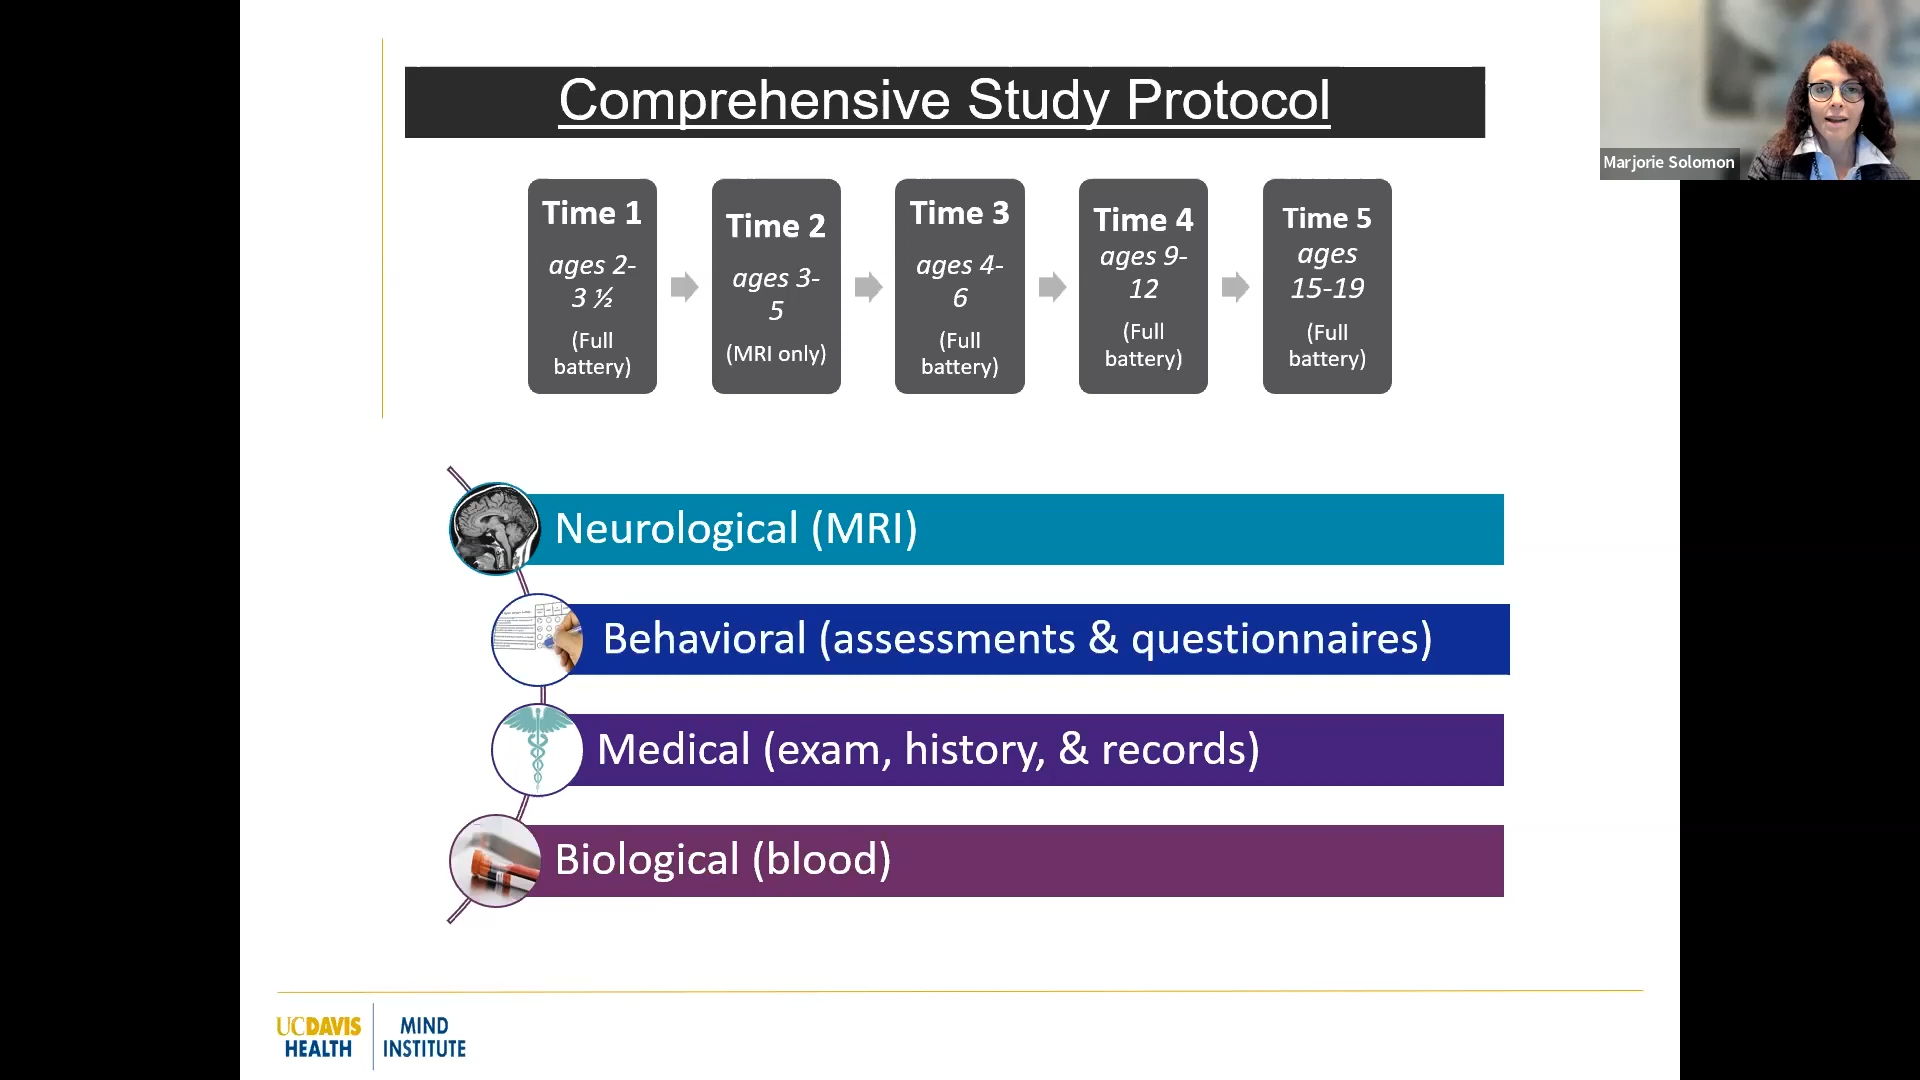 Comprehensive Study Protocol
Marjorie Solomon
Time 1
ages 2-
3 ½
(Full
battery)
Time 2
ages 3-
5
(MRI only)
Time 3
ages 4-
6
(Full
battery)
Time 4
ages 9-
12
(Full
battery)
Time 5
ages
15-19
(Full
battery)
Neurological (MRI)
Behavioral (assessments & questionnaires)
Medical (exam, history, & records)
Biological (blood)
UCDAVIS
HEALTH
MIND
INSTITUTE